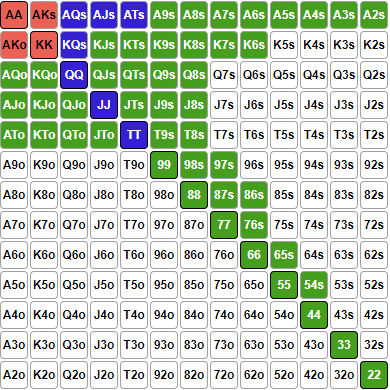 AA AKs AQs AJs ATs A9s A8s A7s A6s A5s A4s A3s A2s
AKo KK KQs KJs KTs K9s K8s K7s K6s K5s K4s K3s K2s
AQo KQo QQ QJs QTs Q9s Q8s Q7s Q6s Q5s Q4s Q3s Q2s
AJo KJo QJo JJ JTs J9s J8s J7s J6s J5s J4s J3s J2s
ATo KTo QTo JTo TT T9s T8s T7s T6s T5s T4s T3s T2s
A9o K9o Q9o J9o T9o 99 98s 97s 96s 95s 94s 93s 92s
A8o K8o Q8o J8o T8o 98o 88 87s 86s 85s 84s 83s 82s
A7o K7o Q7o J7o T7o 97o 87o 77 76s 75s 74s 73s 72s
A6o K6o Q6o J6o T6o 96o 86o 76o 66 65s 64s 63s 62s
A5o K5o Q5o J5o T5o 95o 85o 75o 65o 55 54s 53s 52s
A4o K4o Q4o J4o T4o 94o 84o 74o 64o 54o 44 43s 42s
A3o K3o Q3o J3o T3o 93o 83o 73o 63o 53o 43o 33 32s
A2o K2o Q2o J2o T2o 92o 82o 72o 62o 52o 42o 32o 22